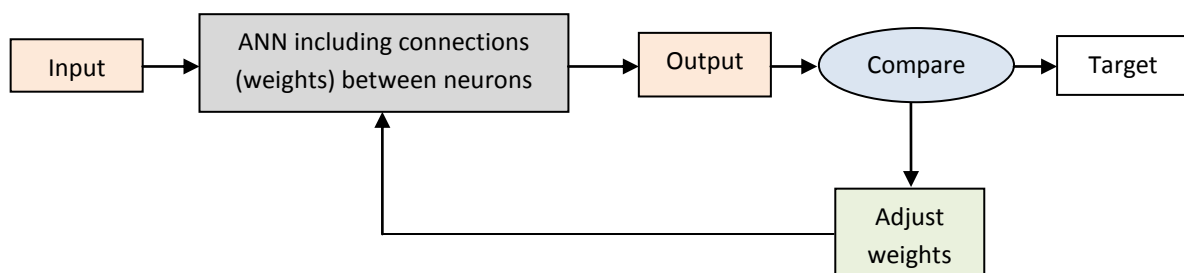 Input
ANN including connections
(weights) between neurons
Output
Compare
Target
Adjust
weights